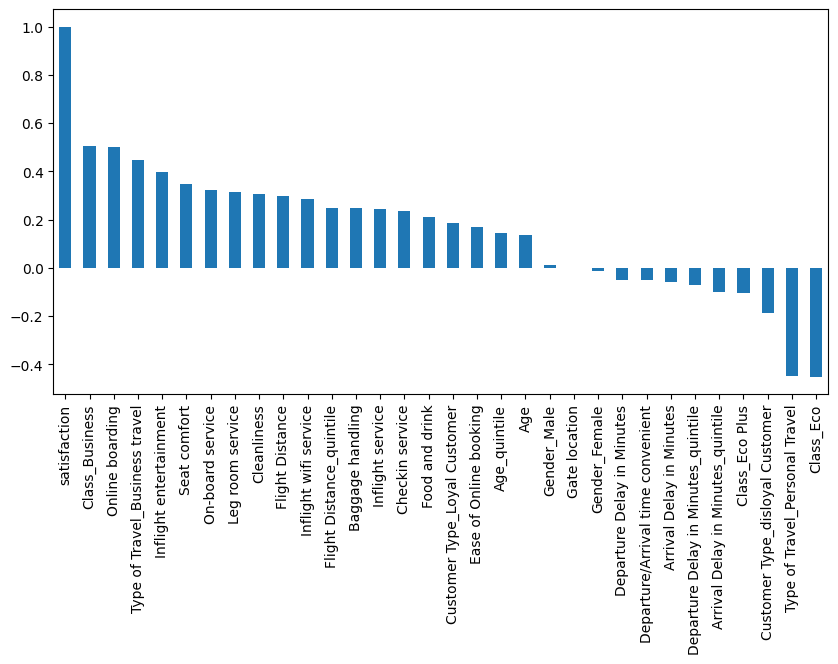 1.0
0.8
0.6
0.4
0.2
0.0
−0.2
−0.4
satisfaction
Class_Business
Online boarding
Type of Travel_Business travel
Inflight entertainment
Seat comfort
On-board service
Leg room service
Cleanliness
Flight Distance
Inflight wifi service
Flight Distance_quintile
Baggage handling
Inflight service
Checkin service
Food and drink
Customer Type_Loyal Customer
Ease of Online booking
Age_quintile
Age
Gender_Male
Gate location
Gender_Female
Departure Delay in Minutes
Departure/Arrival time convenient
Arrival Delay in Minutes
Departure Delay in Minutes_quintile
Arrival Delay in Minutes_quintile
Class_Eco Plus
Customer Type_disloyal Customer
Type of Travel_Personal Travel
Class_Eco